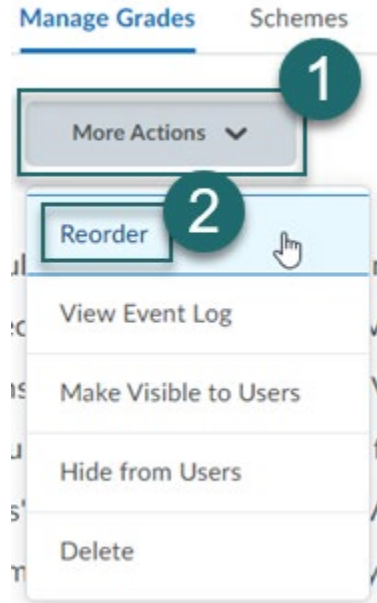 Manage Grades Schemes
1
More Actions
2
Reorder
View Event Log
Make Visible to Users
Hide from Users
Delete